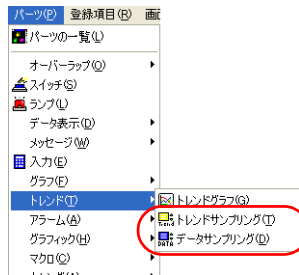 パーツ(P) 登録項目(R)
パーツの一覧(L)
オーバーラップ(O)
スイッチ(S)
ランプ(L)
データ表示(D)
メッセージ(W)
入力(E)
グラフ(F)
トレンド(T)
トレンドグラフ(G)
アラーム(A)
トレンドサンプリング(T)
グラフィック(H)
データサンプリング(D)
マクロ(C)